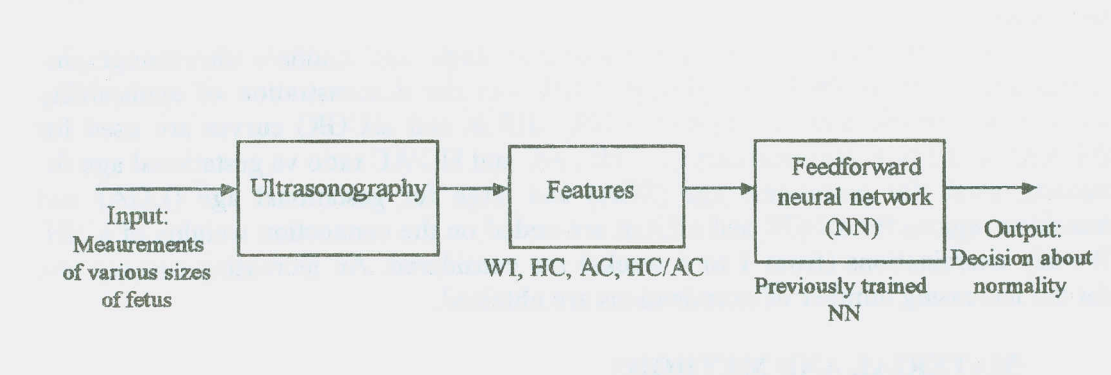 Ultrasonography
Features
Feedforward
neural network
(NN)
Input:
Meaurements
of various sizes
of fetus
WI, HC, AC, HC/AC
Previously trained
NN
Output:
Decision about
normality